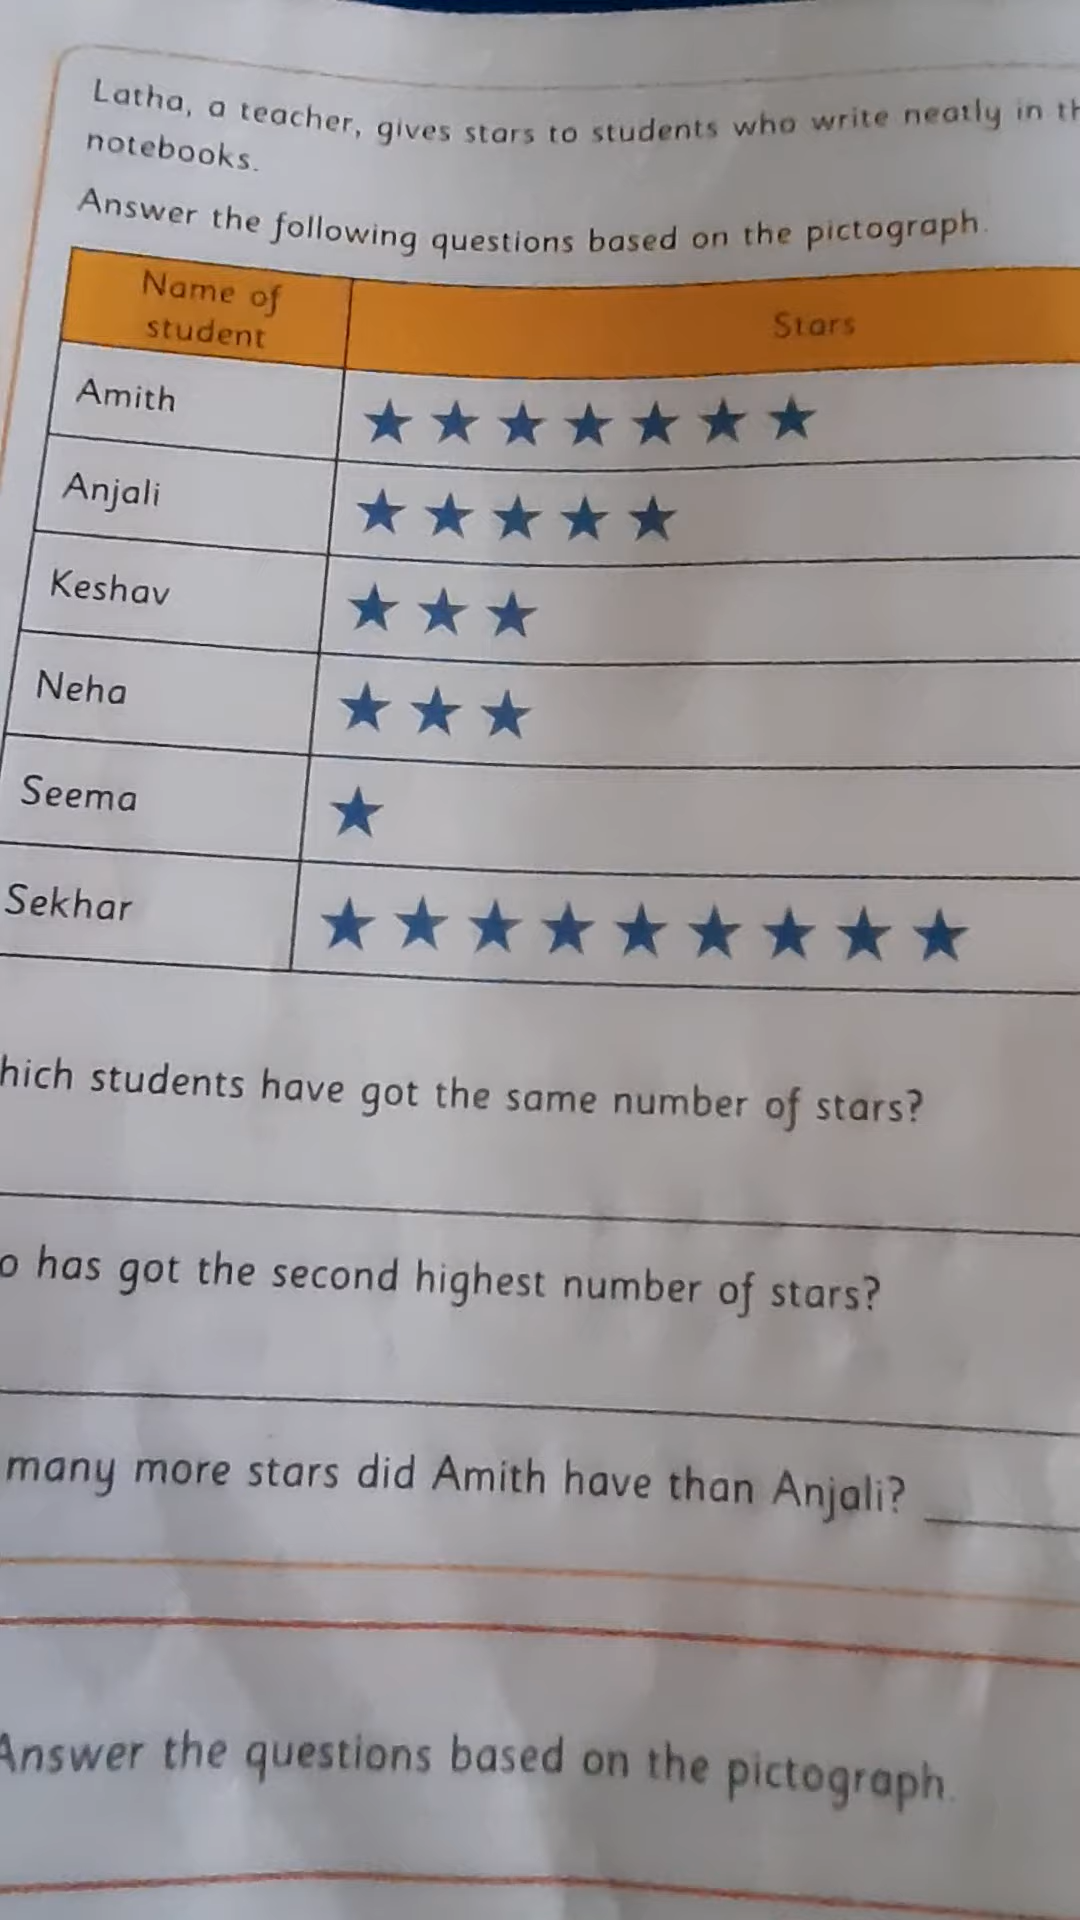 Latha, a teacher, gives stars to students who write neatly in th
notebooks.
Answer the following questions based on the pictograph.
Name of
student
Stars
Amith
Anjali
Keshav
Neha
Seema
Sekhar
hich students have got the same number of stars?
o has got the second highest number of stars?
many more stars did Amith have than Anjali?
Answer the questions based on the pictograph.